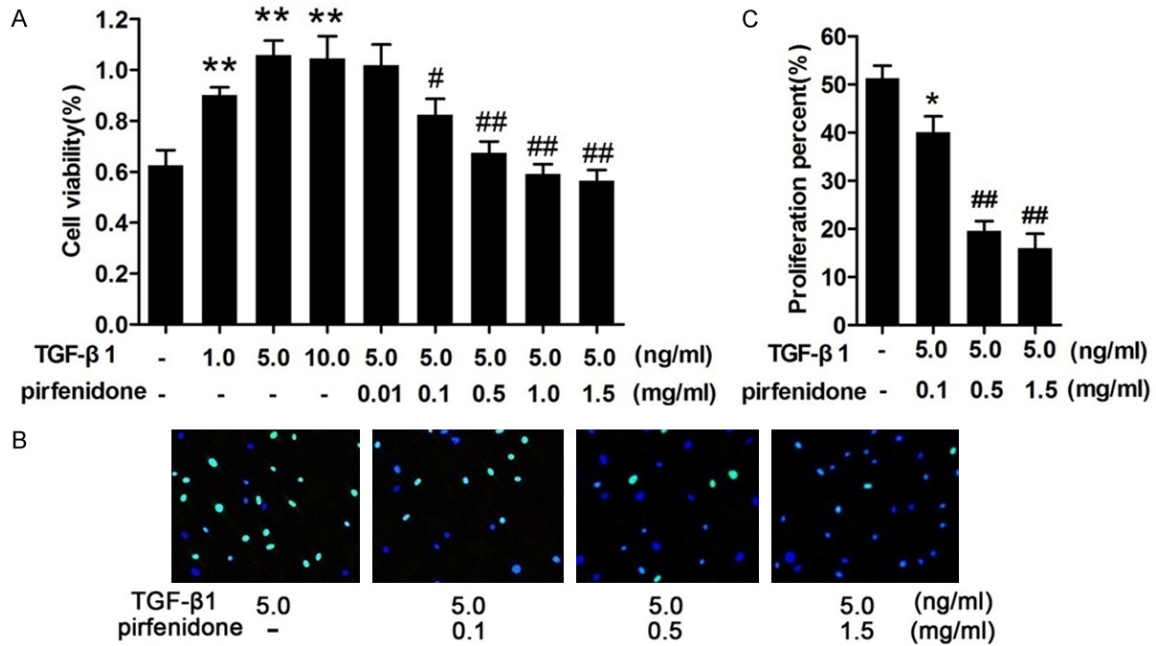 A
Cell viability(%)
1.2
1.0
0.8
0.6
0.4
0.2
0.0
** ** ** # ## ## ##
TGF-β 1 - 1.0 5.0 10.0 5.0 5.0 5.0 5.0 5.0 (ng/ml)
pirfenidone - - - - 0.01 0.1 0.5 1.0 1.5 (mg/ml)
C
Proliferation percent(%)
60
50
40
30
20
10
0
* ## ##
TGF-β 1 - 5.0 5.0 5.0 (ng/ml)
pirfenidone - 0.1 0.5 1.5 (mg/ml)
B
TGF-β1 5.0 5.0 5.0 5.0 (ng/ml)
pirfenidone - 0.1 0.5 1.5 (mg/ml)